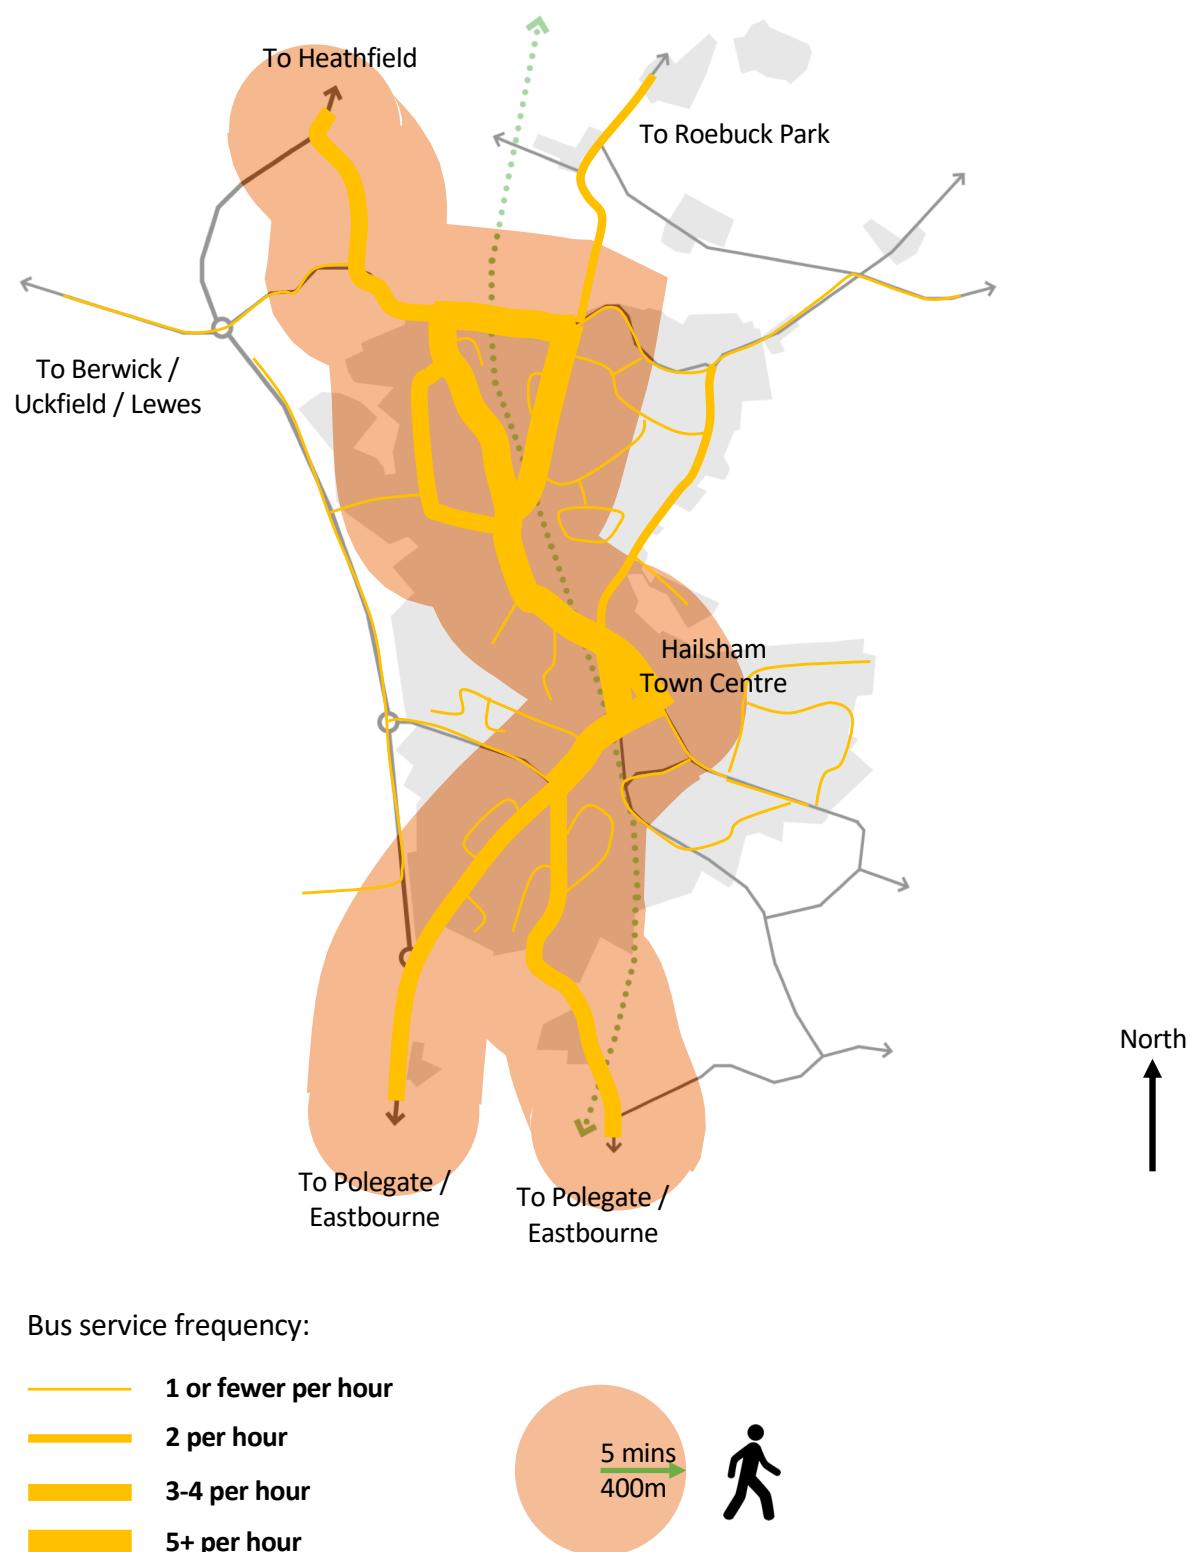 To Heathfield
To Roebuck Park
To Berwick /
Uckfield / Lewes
Hailsham
Town Centre
North
To Polegate /
Eastbourne
To Polegate /
Eastbourne
Bus service frequency:
1 or fewer per hour
2 per hour
3-4 per hour
5+ per hour
5 mins
400m